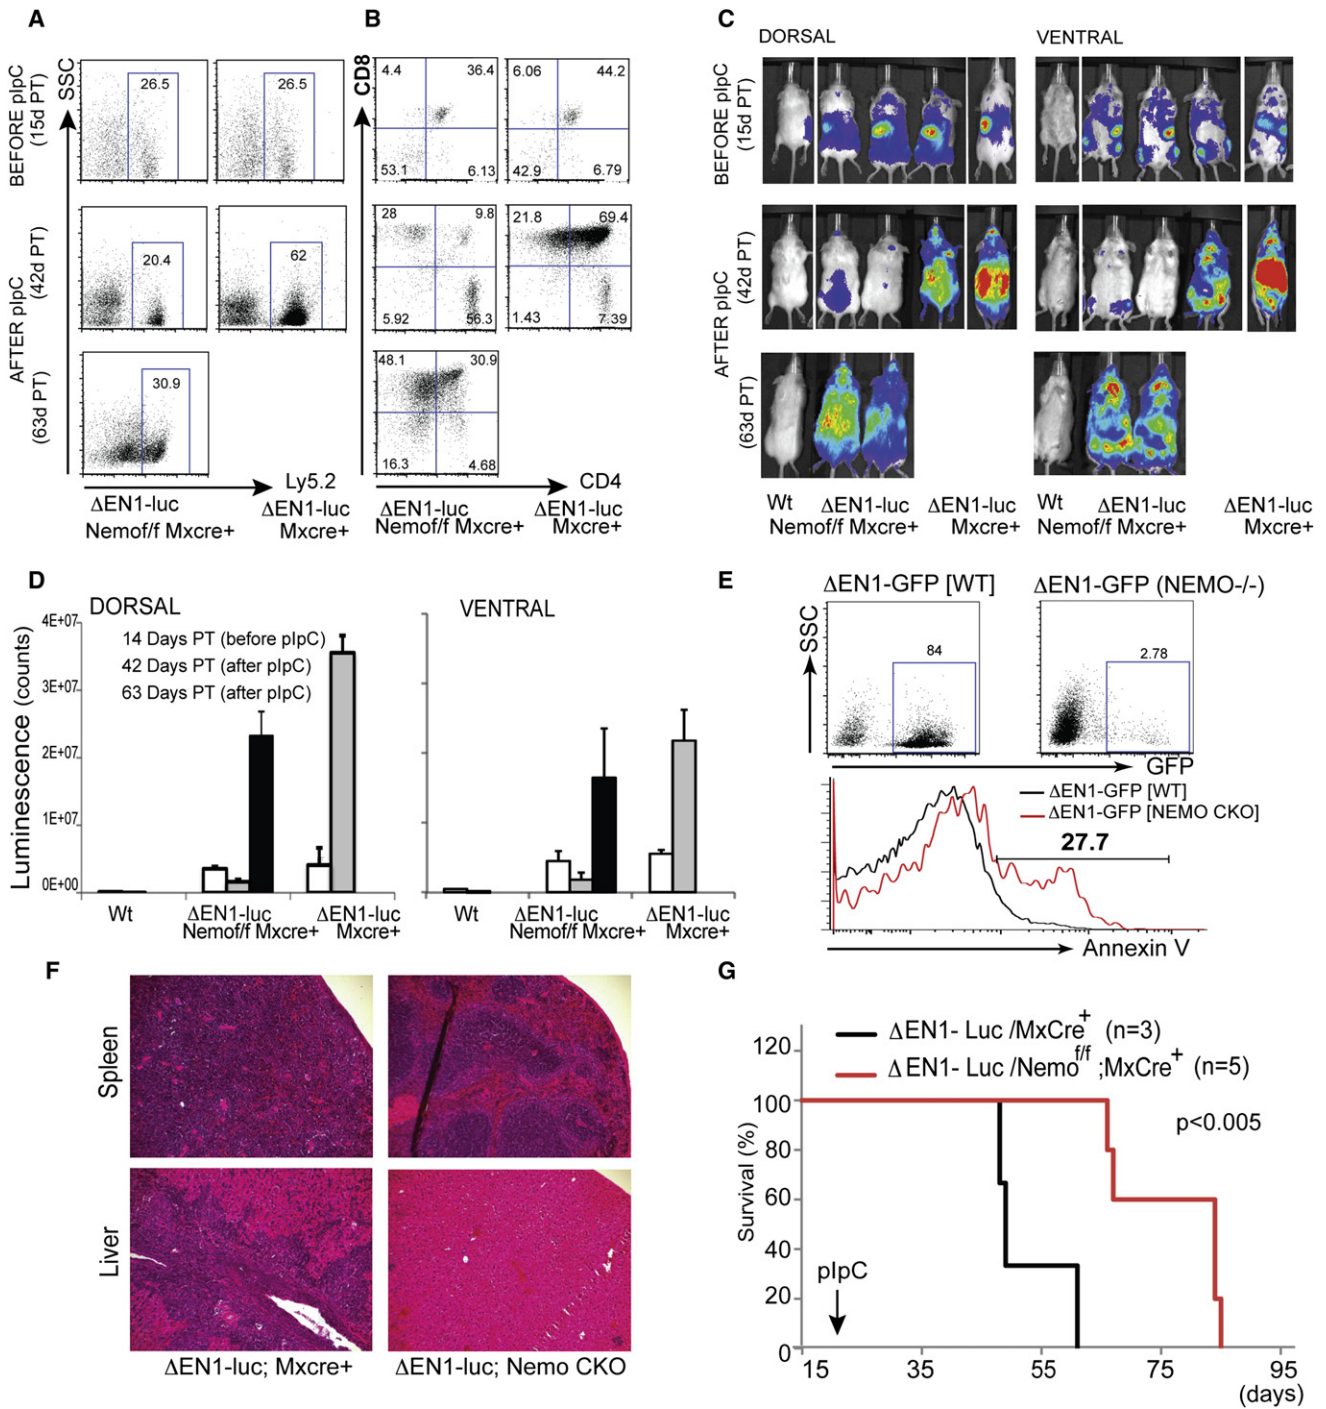 A
SSC
BEFORE pIpC
(15d PT)
26.5
26.5
AFTER pIpC
(42d PT)
20.4
62
(63d PT)
30.9
Ly5.2
ΔEN1-luc
Nemof/f Mxcre+
ΔEN1-luc
Mxcre+
B
CD8
4.4
36.4
53.1
6.13
6.06
44.2
42.9
6.79
28
9.8
5.92
56.3
21.8
69.4
1.43
7.39
48.1
30.9
16.3
4.68
CD4
ΔEN1-luc
Nemof/f Mxcre+
ΔEN1-luc
Mxcre+
C
DORSAL
VENTRAL
BEFORE pIpC
(15d PT)
AFTER pIpC
(42d PT)
(63d PT)
Wt
ΔEN1-luc
Nemof/f Mxcre+
ΔEN1-luc
Mxcre+
Wt
ΔEN1-luc
Nemof/f Mxcre+
ΔEN1-luc
Mxcre+
D
DORSAL
VENTRAL
Luminescence (counts)
4E+07
3E+07
2E+07
1E+07
0E+00
14 Days PT (before pIpC)
42 Days PT (after pIpC)
63 Days PT (after pIpC)
Wt
ΔEN1-luc
Nemof/f Mxcre+
ΔEN1-luc
Mxcre+
Wt
ΔEN1-luc
Nemof/f Mxcre+
ΔEN1-luc
Mxcre+
E
ΔEN1-GFP [WT]
ΔEN1-GFP (NEMO-/-)
SSC
84
2.78
GFP
ΔEN1-GFP [WT]
ΔEN1-GFP [NEMO CKO]
27.7
Annexin V
F
Spleen
Liver
ΔEN1-luc; Mxcre+
ΔEN1-luc; Nemo CKO
G
ΔEN1- Luc /MxCre+ (n=3)
ΔEN1- Luc /Nemof/f ;MxCre+ (n=5)
p<0.005
Survival (%)
120
100
80
60
40
20
0
pIpC
15
35
55
75
95
(days)